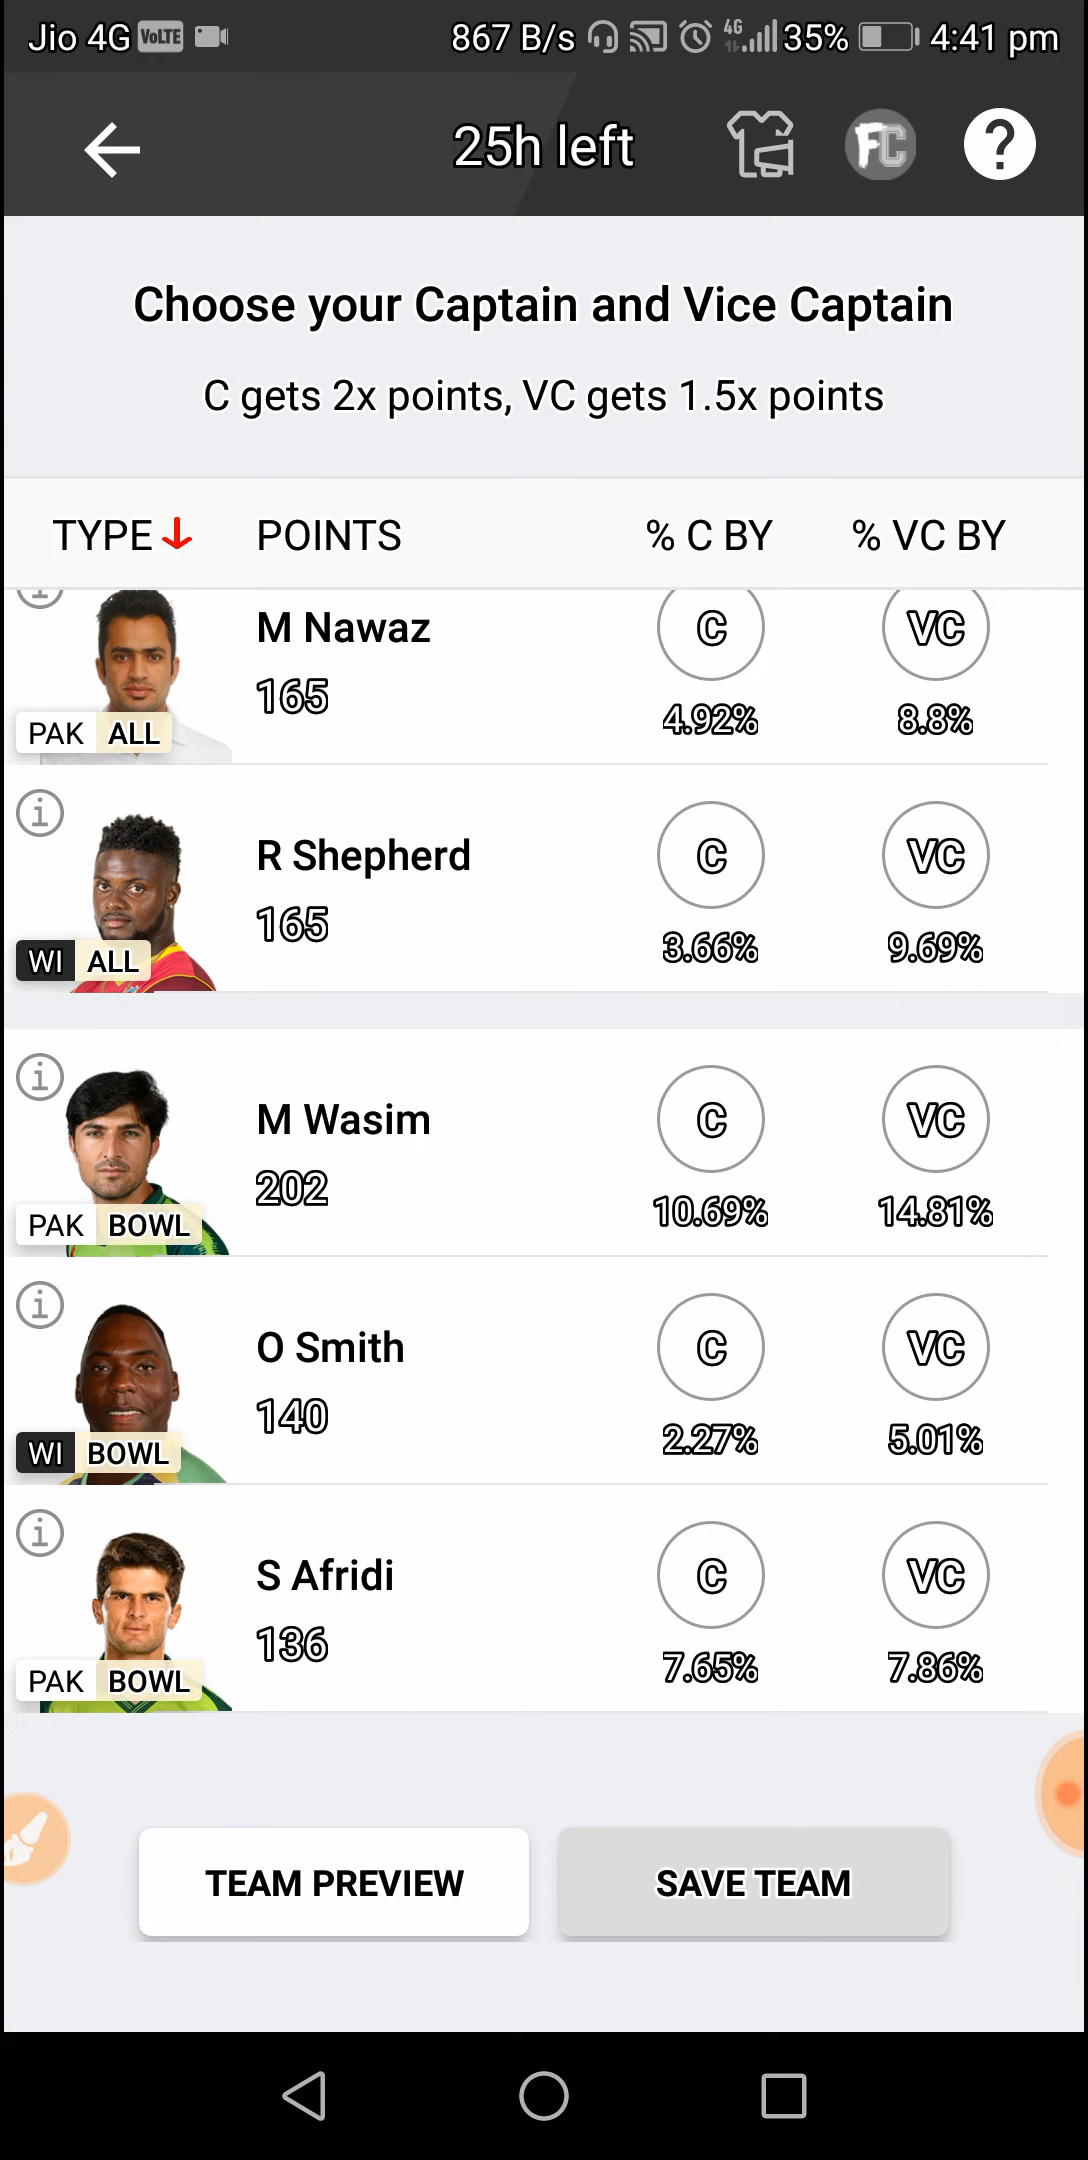 Jio 4G VoLTE 867 B/s 4G 35% 4:41 pm
25h left FC ?
Choose your Captain and Vice Captain
C gets 2x points, VC gets 1.5x points
TYPE POINTS % C BY % VC BY
M Nawaz C VC
165 4.92% 8.8%
PAK ALL
R Shepherd C VC
165 3.66% 9.69%
WI ALL
M Wasim C VC
202 10.69% 14.81%
PAK BOWL
O Smith C VC
140 2.27% 5.01%
WI BOWL
S Afridi C VC
136 7.65% 7.86%
PAK BOWL
TEAM PREVIEW SAVE TEAM